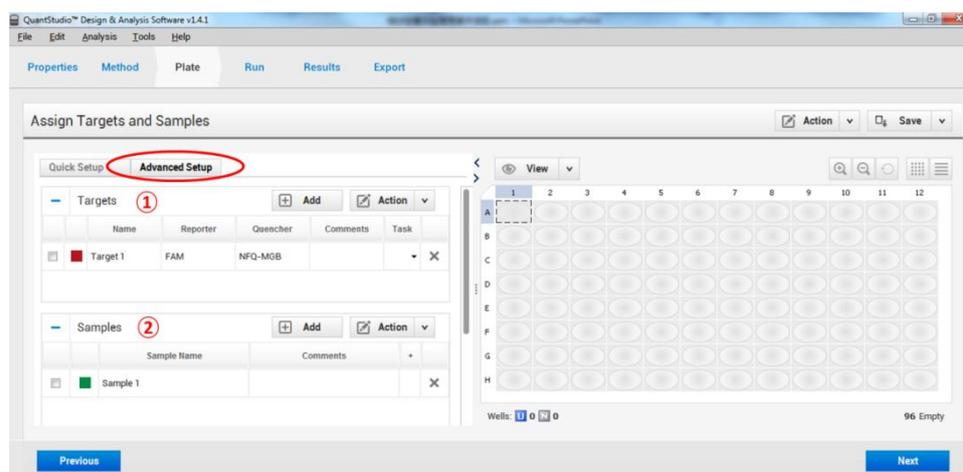 QuantStudio™ Design & Analysis Software v1.4.1
File Edit Analysis Tools Help
Properties Method Plate Run Results Export
Assign Targets and Samples
Action Save
Quick Setup Advanced Setup
View
Targets ① Add Action
Name Reporter Quencher Comments Task
Target 1 FAM NFQ-MGB
Samples ② Add Action
Sample Name Comments +
Sample 1
1 2 3 4 5 6 7 8 9 10 11 12
A
B
C
D
E
F
G
H
Wells: U 0 N 0 96 Empty
Previous Next